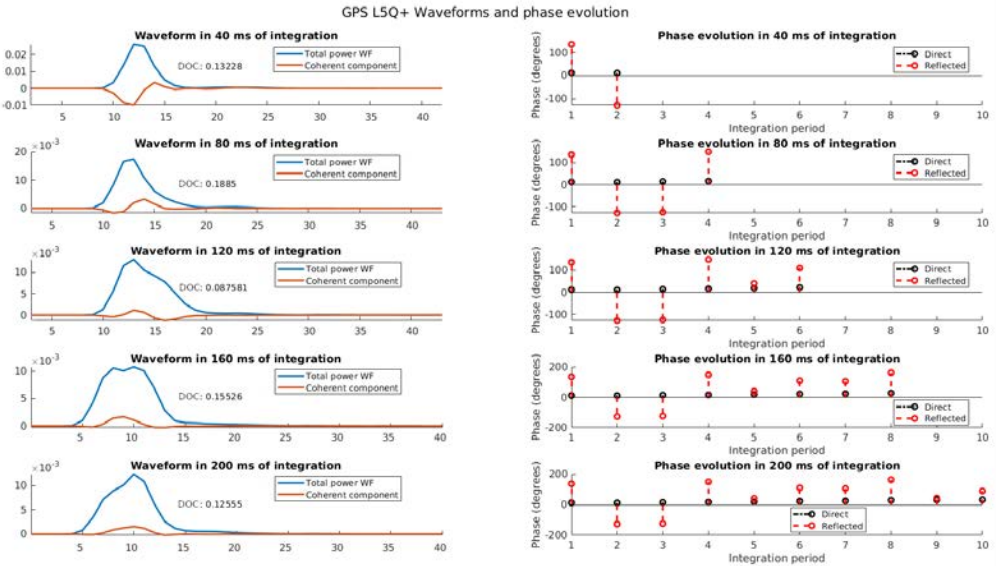 GPS L5Q+ Waveforms and phase evolution
Waveform in 40 ms of integration
0.02
0.01
0
-0.01
DOC: 0.13228
Total power WF
Coherent component
5 10 15 20 25 30 35 40
Phase evolution in 40 ms of integration
Phase (degrees)
100
0
-100
Direct
Reflected
1 2 3 4 5 6 7 8 9 10
Integration period
Waveform in 80 ms of integration
×10⁻³
20
10
0
DOC: 0.1885
Total power WF
Coherent component
5 10 15 20 25 30 35 40
Phase evolution in 80 ms of integration
Phase (degrees)
100
0
-100
Direct
Reflected
1 2 3 4 5 6 7 8 9 10
Integration period
Waveform in 120 ms of integration
×10⁻³
10
5
0
DOC: 0.087581
Total power WF
Coherent component
5 10 15 20 25 30 35 40
Phase evolution in 120 ms of integration
Phase (degrees)
100
0
-100
Direct
Reflected
1 2 3 4 5 6 7 8 9 10
Integration period
Waveform in 160 ms of integration
×10⁻³
10
5
0
DOC: 0.15526
Total power WF
Coherent component
5 10 15 20 25 30 35 40
Phase evolution in 160 ms of integration
Phase (degrees)
200
0
-200
Direct
Reflected
1 2 3 4 5 6 7 8 9 10
Integration period
Waveform in 200 ms of integration
×10⁻³
10
5
0
DOC: 0.12555
Total power WF
Coherent component
5 10 15 20 25 30 35 40
Phase evolution in 200 ms of integration
Phase (degrees)
200
0
-200
Direct
Reflected
1 2 3 4 5 6 7 8 9 10
Integration period